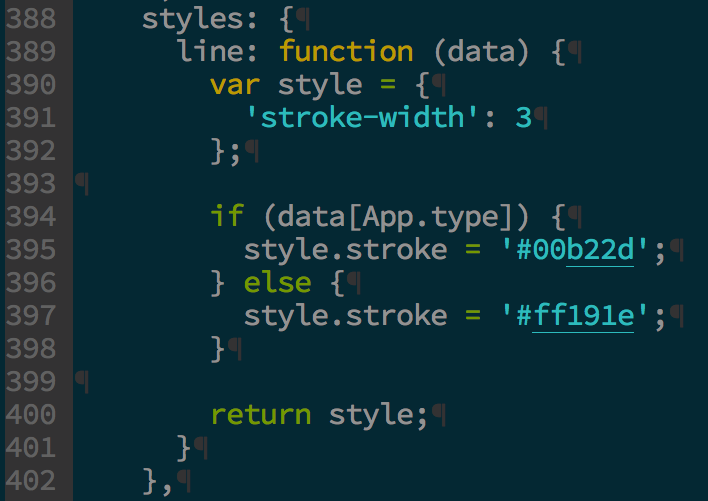 388 styles: {¶
389 line: function (data) {¶
390 var style = {¶
391 'stroke-width': 3¶
392 };¶
393 ¶
394 if (data[App.type]) {¶
395 style.stroke = '#00b22d';¶
396 } else {¶
397 style.stroke = '#ff191e';¶
398 }¶
399 ¶
400 return style;¶
401 }¶
402 },